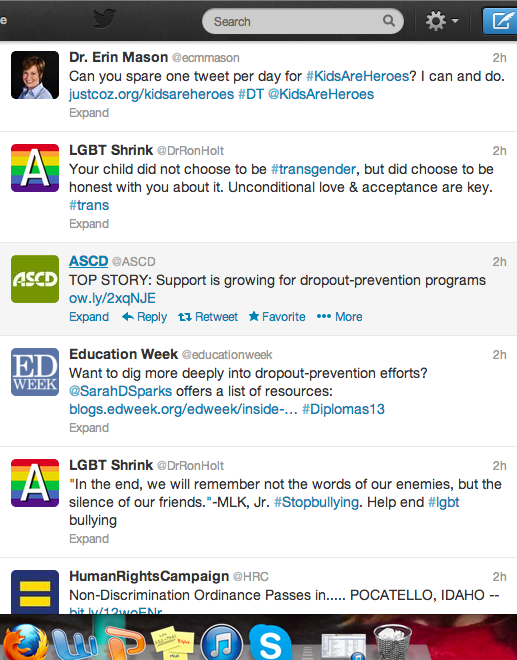 e
Search
Dr. Erin Mason @ecmmason 2h
Can you spare one tweet per day for #KidsAreHeroes? I can and do.
justcoz.org/kidsareheroes #DT @KidsAreHeroes
Expand
A
LGBT Shrink @DrRonHolt 2h
Your child did not choose to be #transgender, but did choose to be
honest with you about it. Unconditional love & acceptance are key.
#trans
Expand
ASCD
ASCD @ASCD 2h
TOP STORY: Support is growing for dropout-prevention programs
ow.ly/2xqNJE
Expand Reply Retweet Favorite More
ED
WEEK
Education Week @educationweek 2h
Want to dig more deeply into dropout-prevention efforts?
@SarahDSparks offers a list of resources:
blogs.edweek.org/edweek/inside-... #Diplomas13
Expand
A
LGBT Shrink @DrRonHolt 2h
"In the end, we will remember not the words of our enemies, but the
silence of our friends."-MLK, Jr. #Stopbullying. Help end #lgbt
bullying
Expand
HumanRightsCampaign @HRC 2h
Non-Discrimination Ordinance Passes in..... POCATELLO, IDAHO --